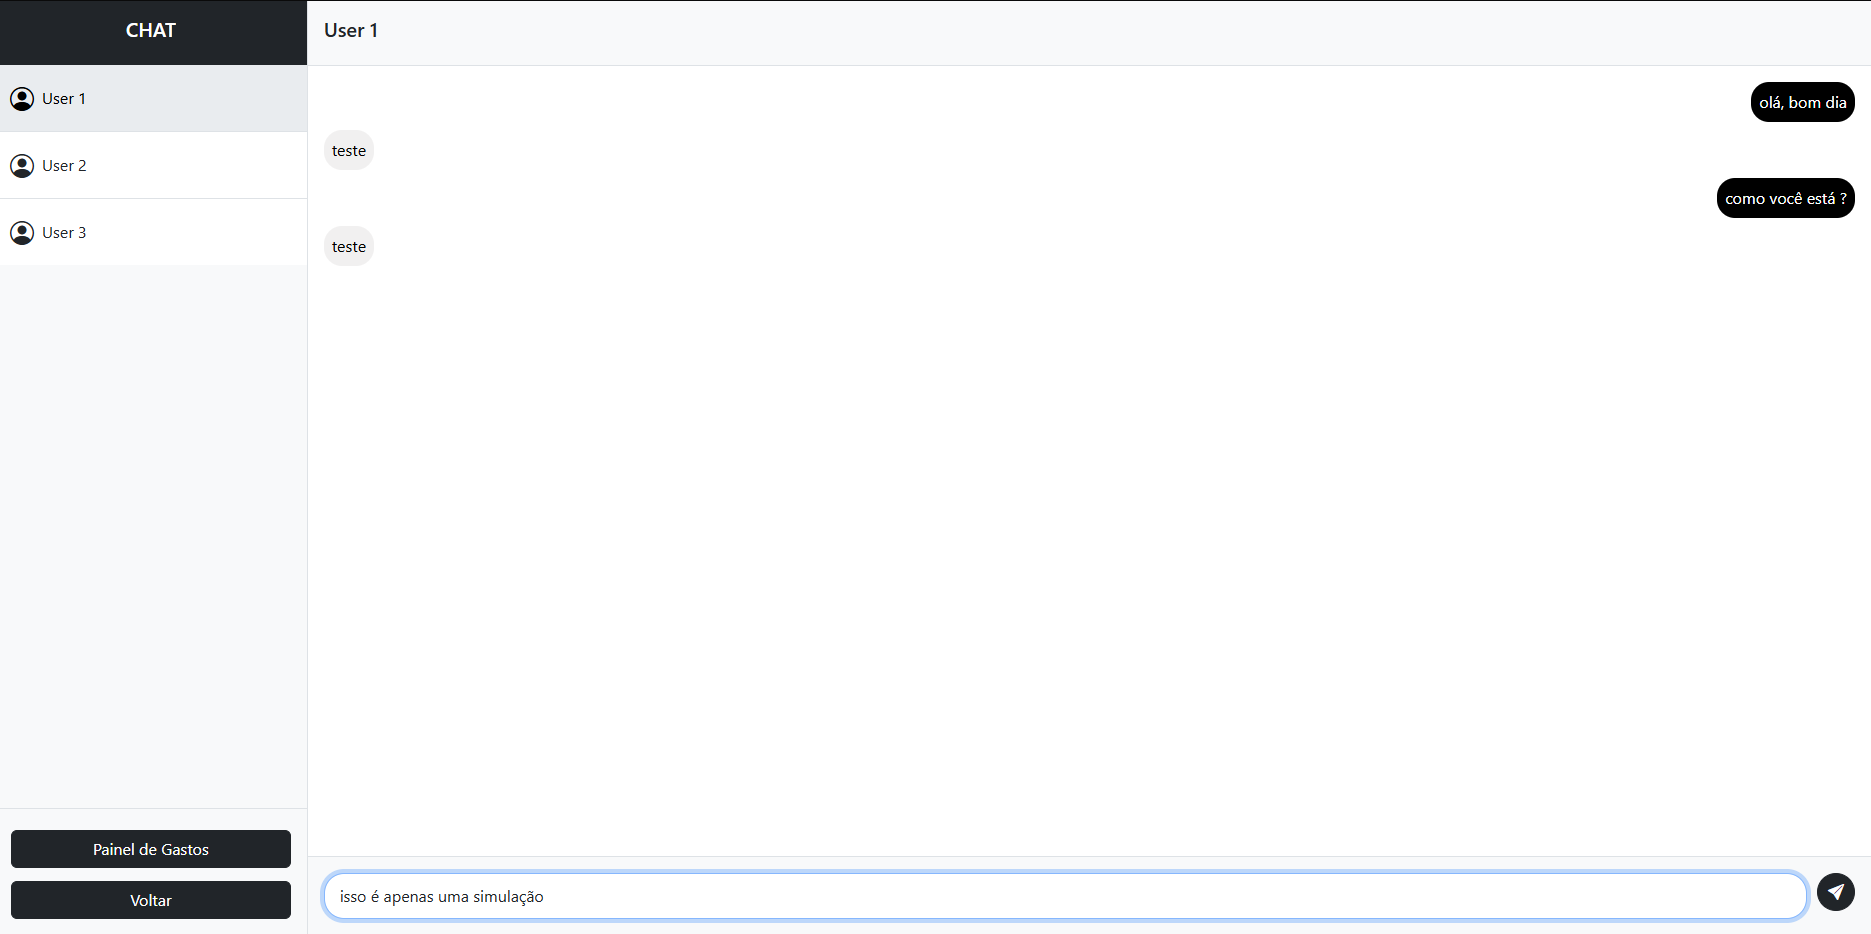 CHAT
User 1
User 2
User 3
Painel de Gastos
Voltar
User 1
olá, bom dia
teste
como você está ?
teste
isso é apenas uma simulação